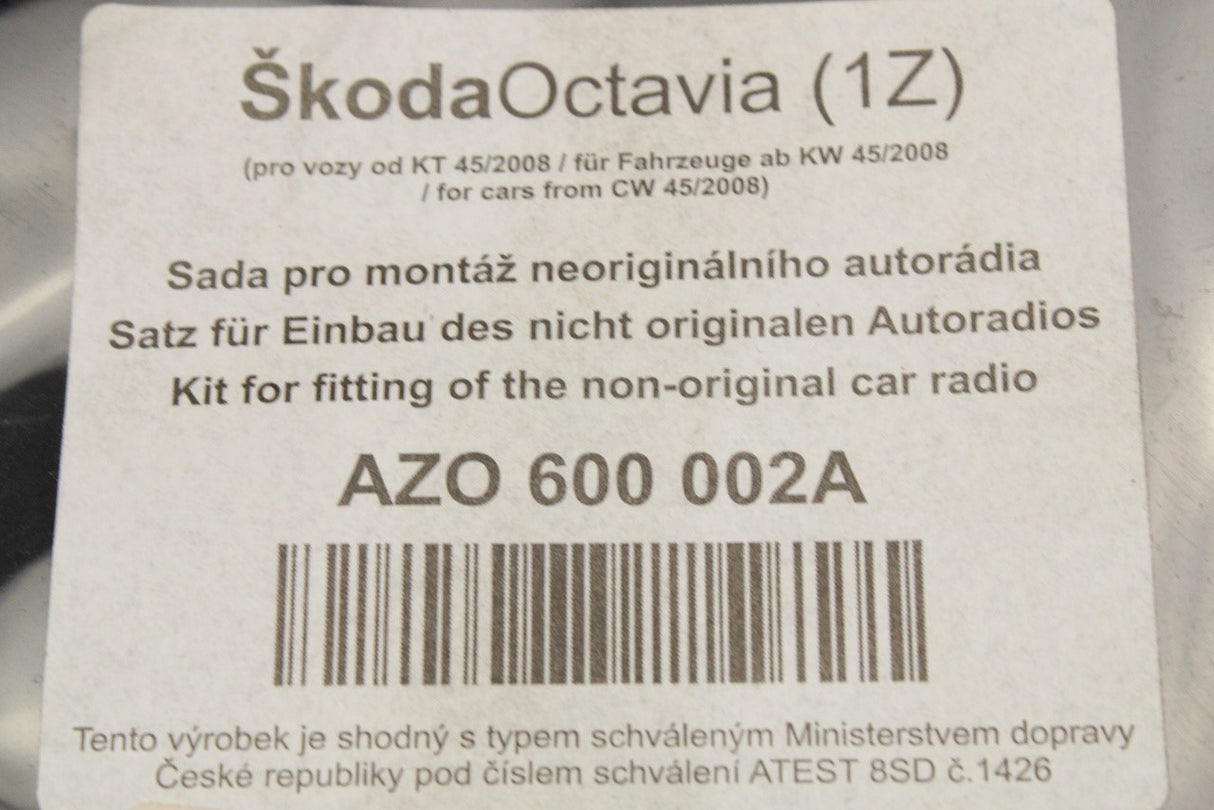 ŠkodaOctavia (1Z)
(pro vozy od KT 45/2008 / für Fahrzeuge ab KW 45/2008
/ for cars from CW 45/2008)
Sada pro montáž neoriginálního autorádia
Satz für Einbau des nicht originalen Autoradios
Kit for fitting of the non-original car radio
AZO 600 002A
Tento výrobek je shodný s typem schváleným Ministerstvem dopravy
České republiky pod číslem schválení ATEST 8SD č.1426